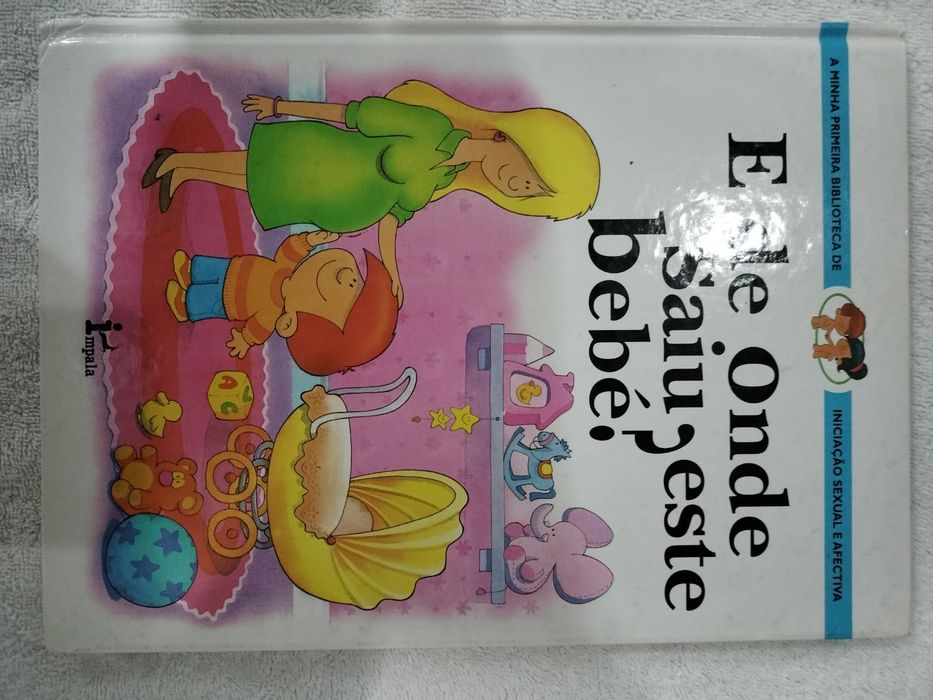 A MINHA PRIMEIRA BIBLIOTECA DE INICIAÇÃO SEXUAL E AFECTIVA
E de Onde
saiu este
bebé?
A
V
C
impala